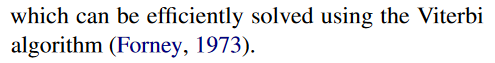 which can be efficiently solved using the Viterbi
algorithm (Forney, 1973).